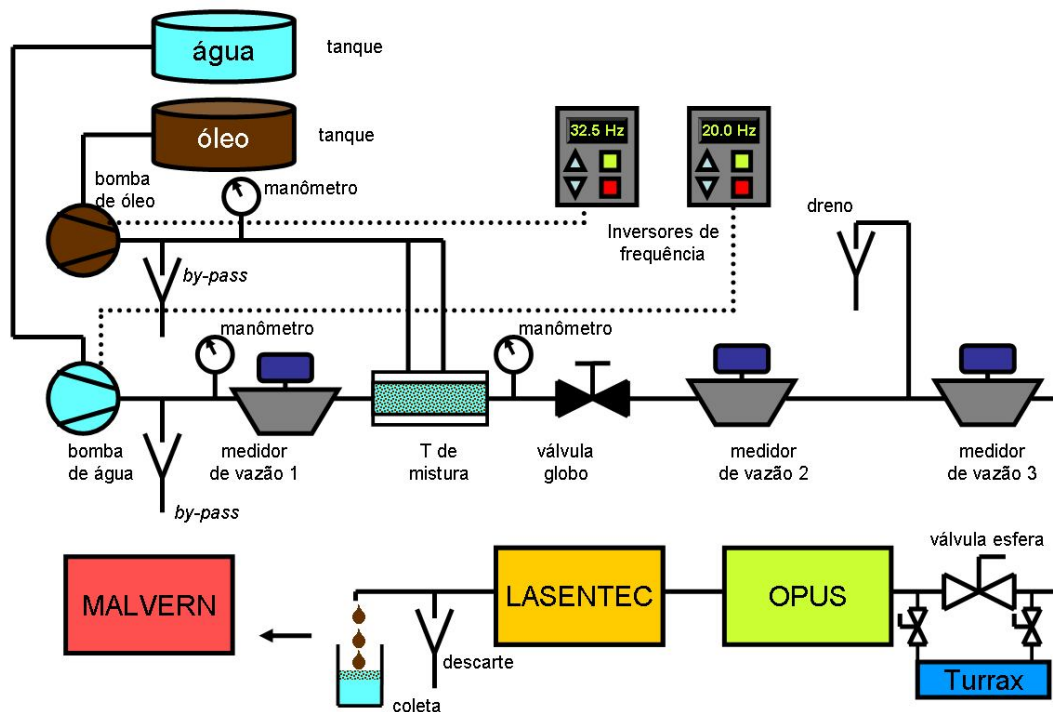 água
tanque
óleo
tanque
bomba
de óleo
manômetro
32.5 Hz
20.0 Hz
Inversores de
frequência
dreno
by-pass
manômetro
manômetro
bomba
de água
medidor
de vazão 1
T de
mistura
válvula
globo
medidor
de vazão 2
medidor
de vazão 3
by-pass
válvula esfera
MALVERN
LASENTEC
OPUS
descarte
coleta
Turrax